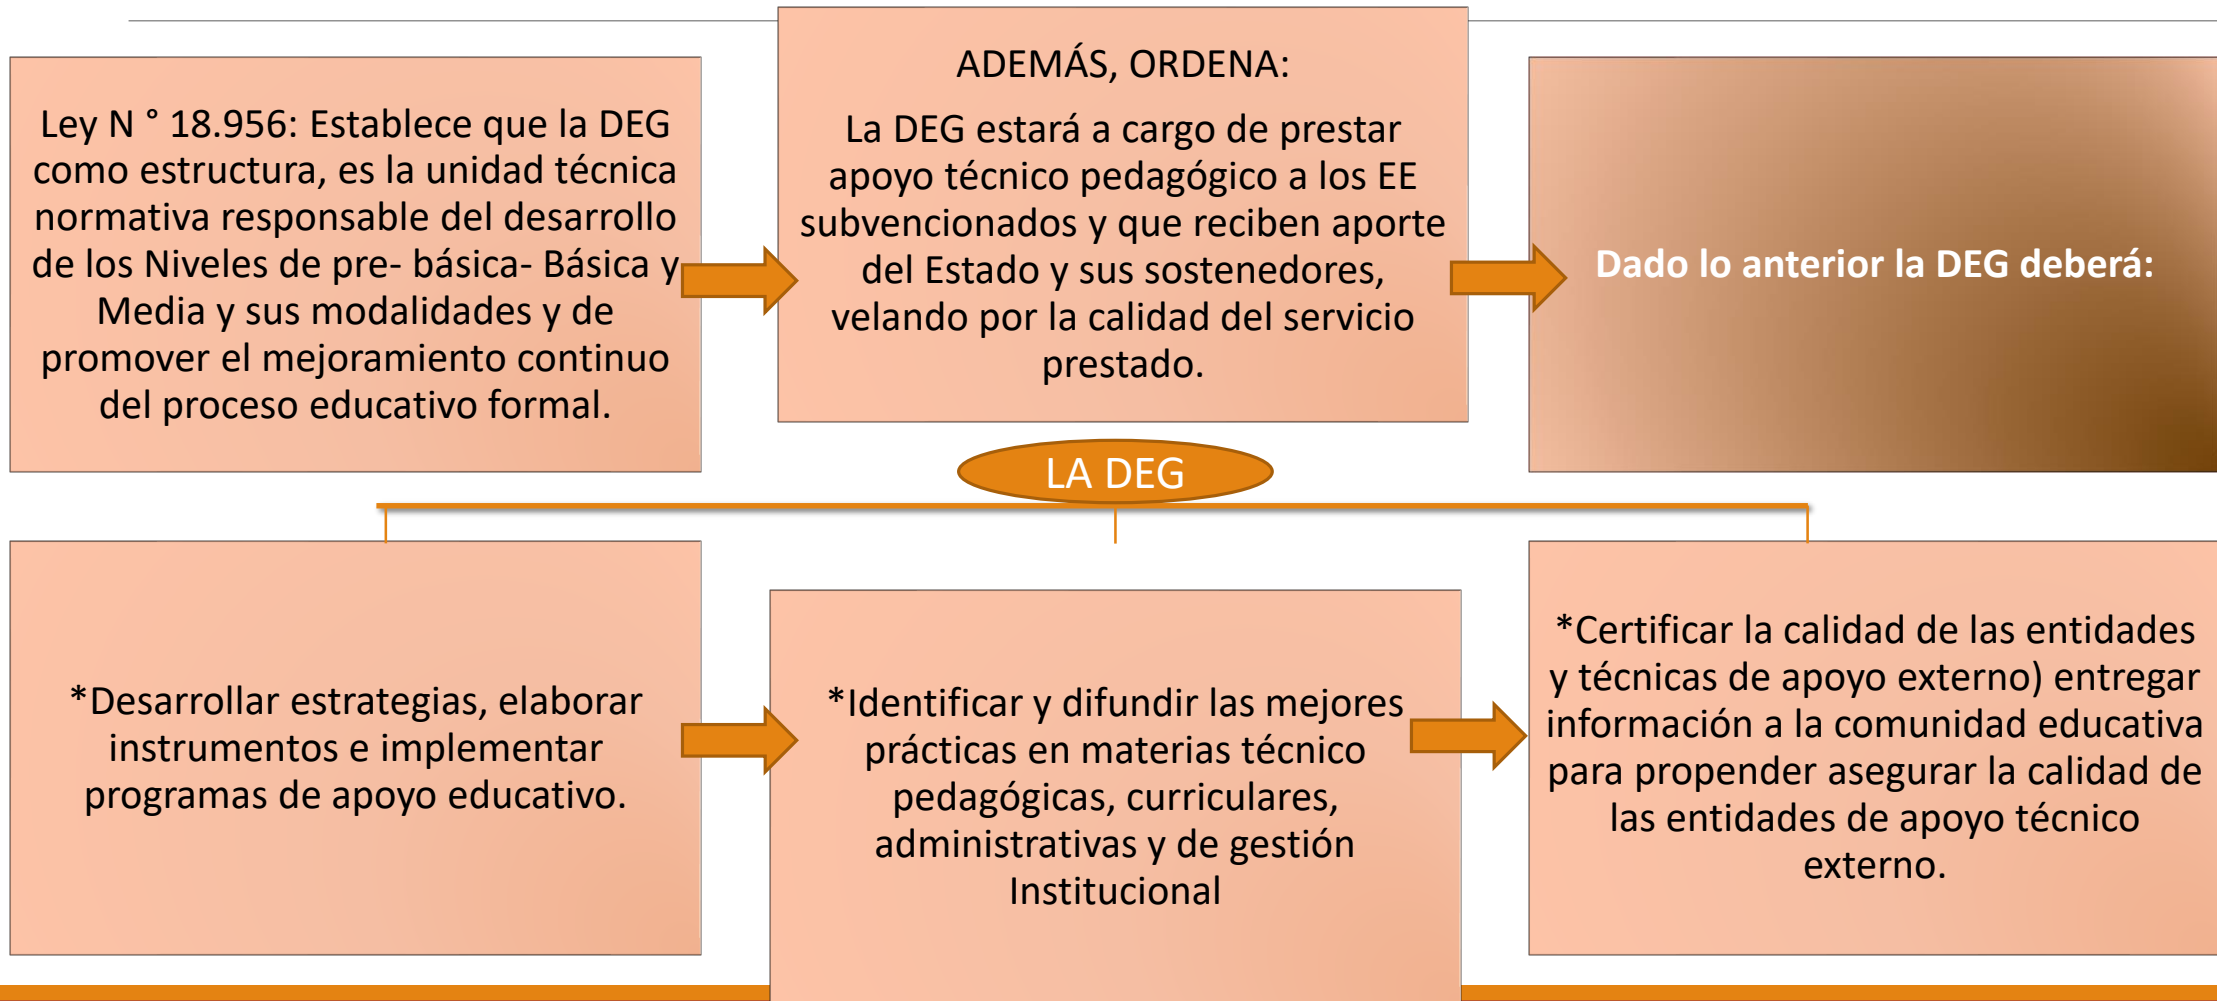 Ley N ° 18.956: Establece que la DEG
como estructura, es la unidad técnica
normativa responsable del desarrollo
de los Niveles de pre- básica- Básica y
Media y sus modalidades y de
promover el mejoramiento continuo
del proceso educativo formal.
ADEMÁS, ORDENA:
La DEG estará a cargo de prestar
apoyo técnico pedagógico a los EE
subvencionados y que reciben aporte
del Estado y sus sostenedores,
velando por la calidad del servicio
prestado.
Dado lo anterior la DEG deberá:
LA DEG
*Desarrollar estrategias, elaborar
instrumentos e implementar
programas de apoyo educativo.
*Identificar y difundir las mejores
prácticas en materias técnico
pedagógicas, curriculares,
administrativas y de gestión
Institucional
*Certificar la calidad de las entidades
y técnicas de apoyo externo) entregar
información a la comunidad educativa
para propender asegurar la calidad de
las entidades de apoyo técnico
externo.